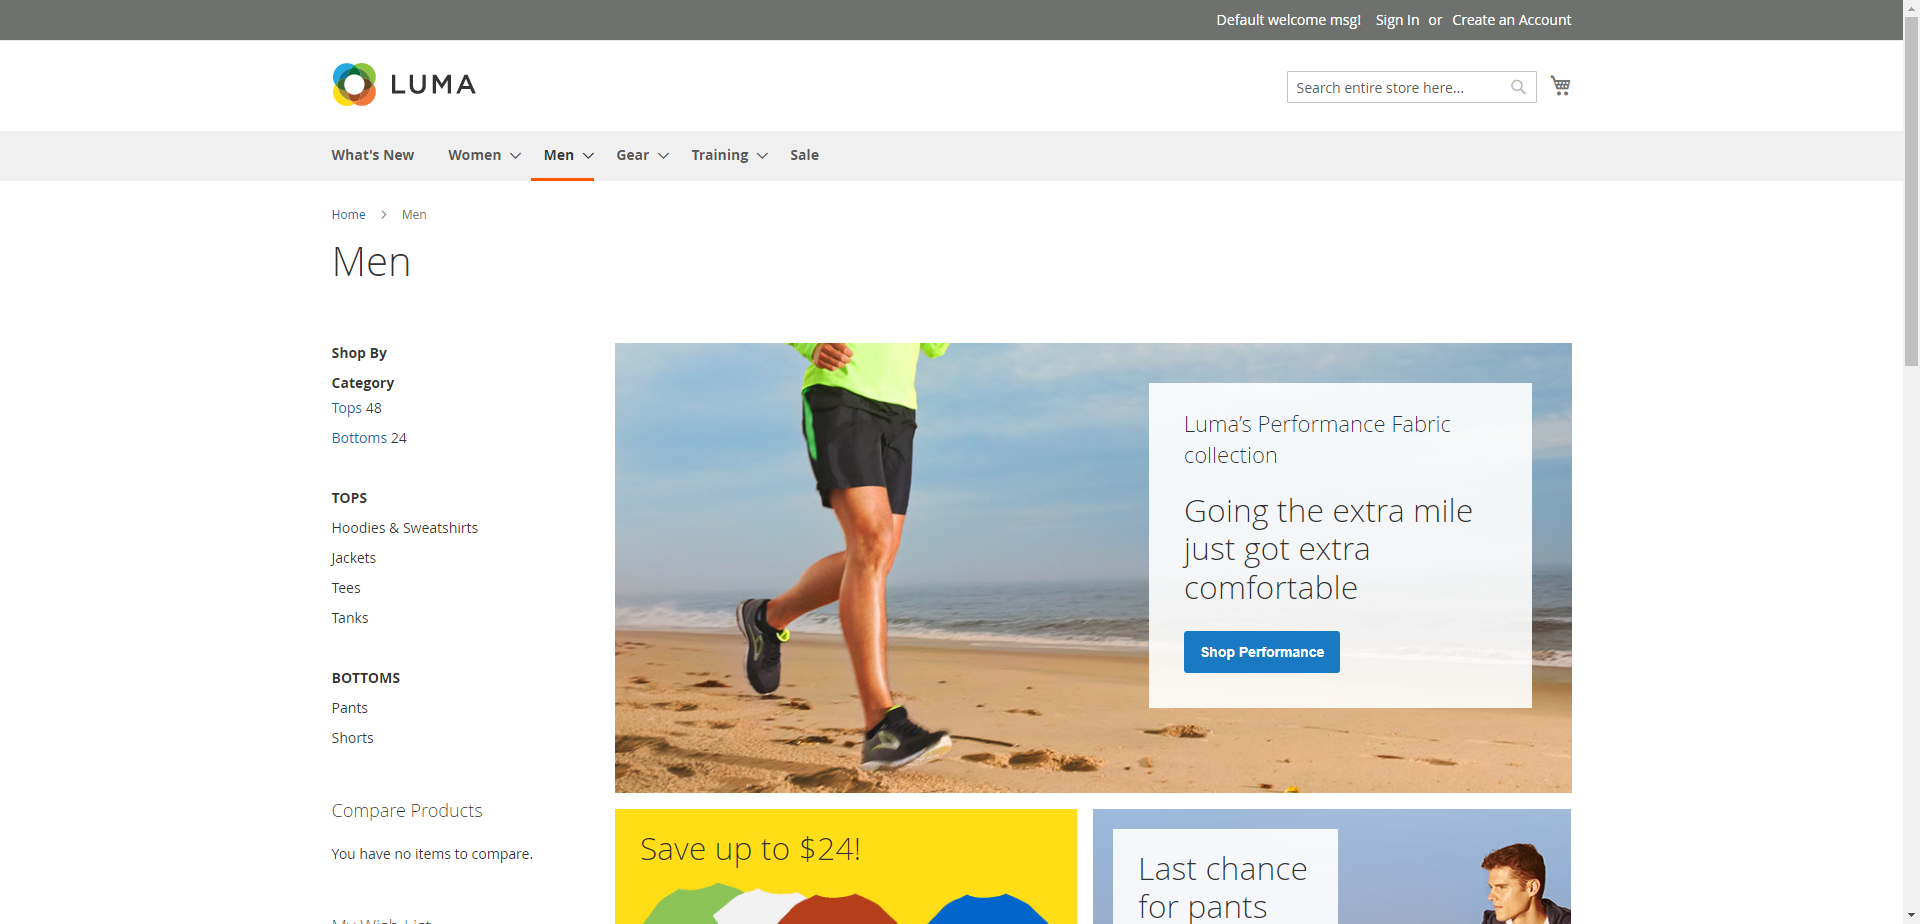 Default welcome msg! Sign In or Create an Account
LUMA
Search entire store here...
What's New Women Men Gear Training Sale
Home Men
Men
Shop By
Category
Tops 48
Bottoms 24
TOPS
Hoodies & Sweatshirts
Jackets
Tees
Tanks
BOTTOMS
Pants
Shorts
Compare Products
You have no items to compare.
My Wish List
Luma’s Performance Fabric
collection
Going the extra mile
just got extra
comfortable
Shop Performance
Save up to $24!
Last chance
for pants